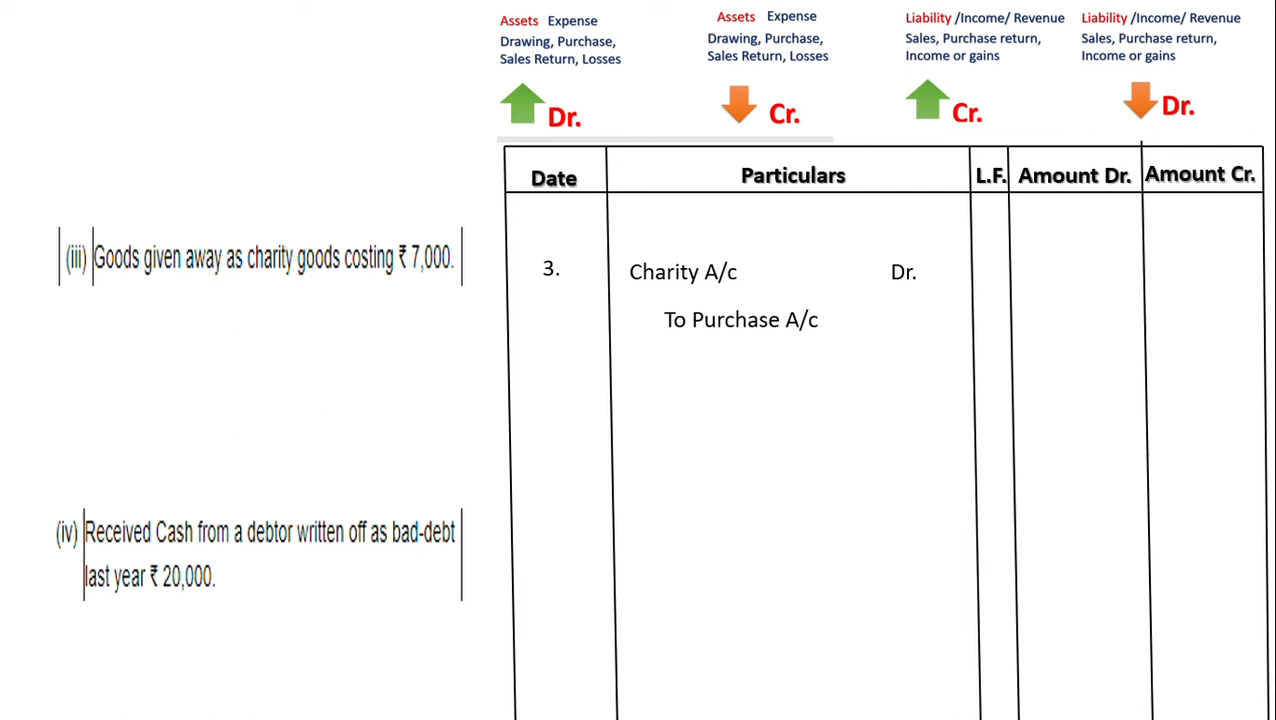 Assets Expense
Drawing, Purchase,
Sales Return, Losses
Dr.
Assets Expense
Drawing, Purchase,
Sales Return, Losses
Cr.
Liability /Income/ Revenue
Sales, Purchase return,
Income or gains
Cr.
Liability /Income/ Revenue
Sales, Purchase return,
Income or gains
Dr.
Date Particulars L.F. Amount Dr. Amount Cr.
(iii) Goods given away as charity goods costing ₹ 7,000.
3. Charity A/c Dr.
To Purchase A/c
(iv) Received Cash from a debtor written off as bad-debt
last year ₹ 20,000.